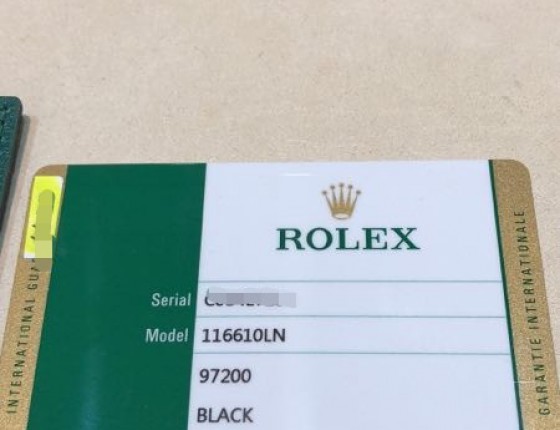 ROLEX
Serial
Model 116610LN
97200
BLACK
INTERNATIONAL
GARANTIE INTERNATIONALE